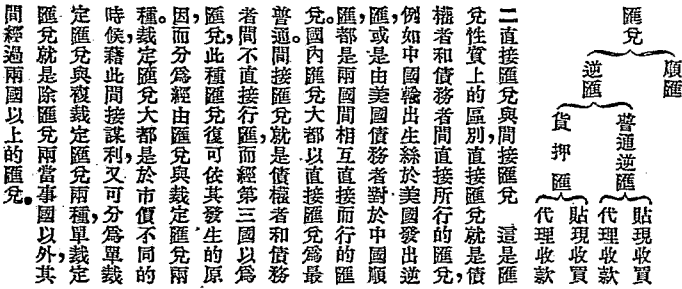 匯兌
順匯
逆匯
普通逆匯
貨押匯
貼現收買
代理收款
貼現收買
代理收款
二直接匯兌與間接匯兌　這是匯
兌性質上的區別,直接匯兌就是債
權者和債務者間直接所行的匯兌,
例如中國輸出生絲於美國發出逆
匯,或是由美國債務者對於中國順
匯,都是兩國間相互直接而行的匯
兌。國內匯兌大都以直接匯兌爲最
普通。間接匯兌就是債權者和債務
者間不直接行匯,而經第三國以爲
匯兌,此種匯兌復可依其發生的原
因,而分爲經由匯兌與裁定匯兌兩
種。裁定匯兌大都是於市價不同的
時候,藉此間接謀利,又可分爲單裁
定匯兌與複裁定匯兌兩種,單裁定
匯兌就是除匯兌兩當事國以外,其
間經過兩國以上的匯兌。